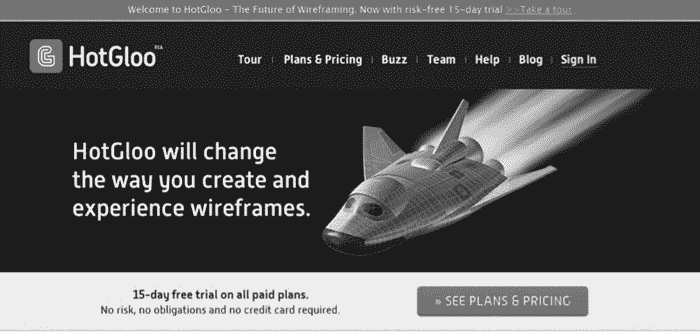 Welcome to HotGloo - The Future of Wireframing. Now with risk-free 15-day trial >>Take a tour
HotGloo RIA
Tour | Plans & Pricing | Buzz | Team | Help | Blog | Sign In
HotGloo will change
the way you create and
experience wireframes.
15-day free trial on all paid plans.
No risk, no obligations and no credit card required.
» SEE PLANS & PRICING